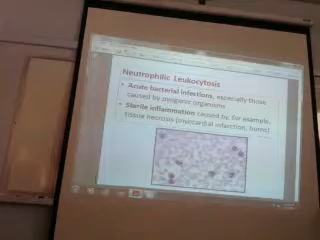 Neutrophilic Leukocytosis
• Acute bacterial infections, especially those
caused by pyogenic organisms
• Sterile inflammation caused by, for example,
tissue necrosis (myocardial infarction, burns)